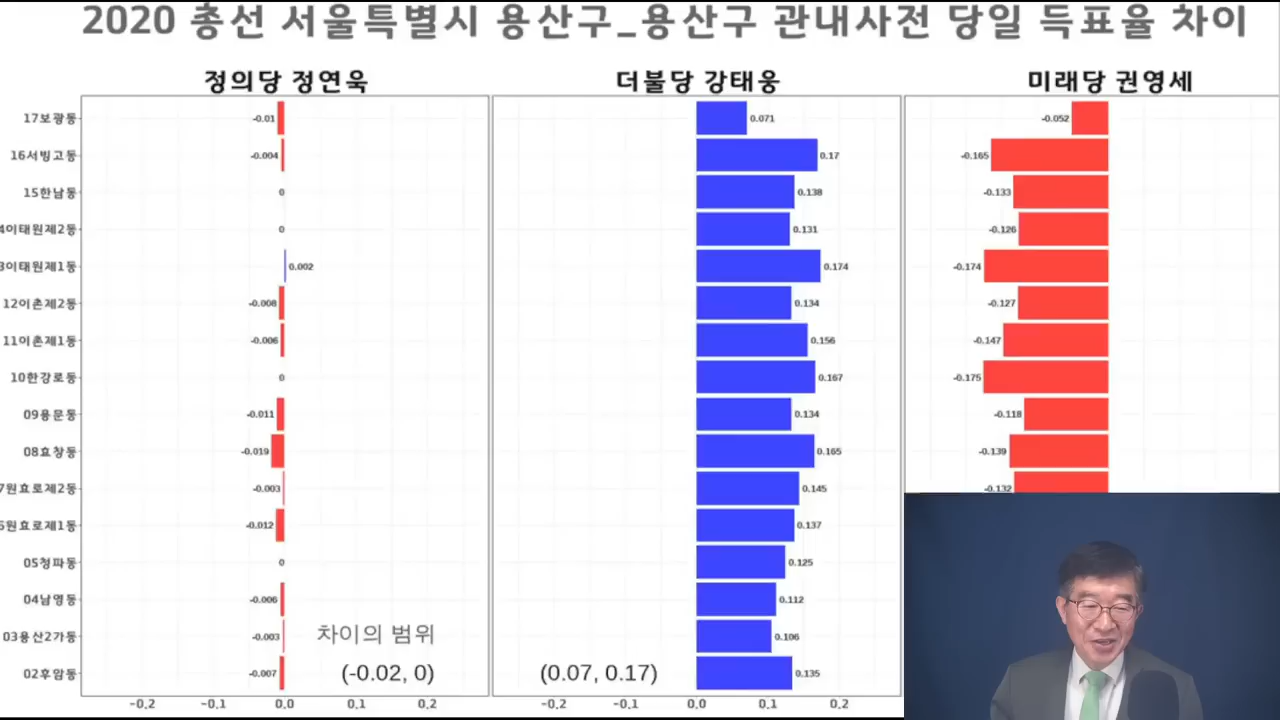 2020 총선 서울특별시 용산구_용산구 관내사전 당일 득표율 차이
정의당 정연욱 더불당 강태웅 미래당 권영세
17보광동 -0.01 0.071 -0.052
16서빙고동 -0.004 0.17 -0.165
15한남동 0 0.138 -0.133
4이태원제2동 0 0.131 -0.126
3이태원제1동 0.002 0.174 -0.174
12이촌제2동 -0.008 0.134 -0.127
11이촌제1동 -0.006 0.156 -0.147
10한강로동 0 0.167 -0.175
09용문동 -0.011 0.134 -0.118
08효창동 -0.019 0.165 -0.139
7원효로제2동 -0.003 0.145 -0.132
6원효로제1동 -0.012 0.137
05청파동 0 0.125
04남영동 -0.006 0.112
03용산2가동 -0.003 차이의 범위 0.106
02후암동 -0.007 (-0.02, 0) (0.07, 0.17) 0.135
-0.2 -0.1 0.0 0.1 0.2 -0.2 -0.1 0.0 0.1 0.2